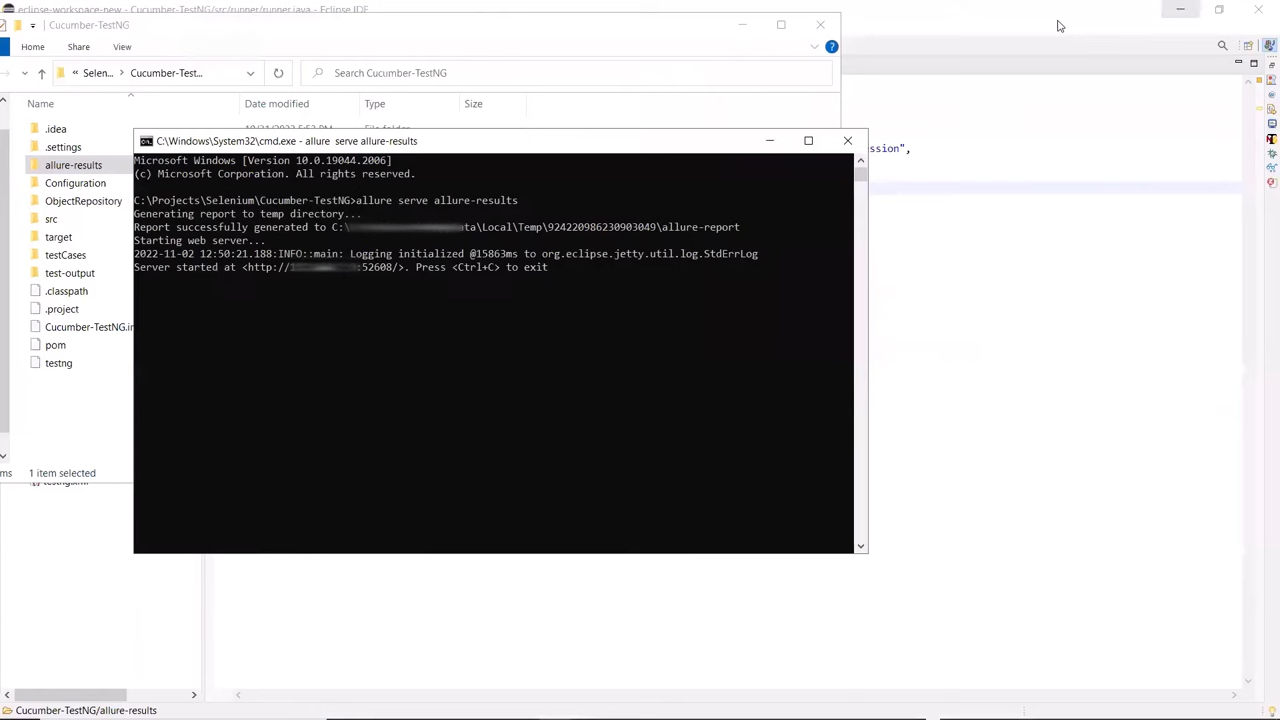 eclipse-workspace-new - Cucumber-TestNG/src/runner/runner.java - Eclipse IDE
Cucumber-TestNG
Home Share View
« Selen... > Cucumber-Test...
Search Cucumber-TestNG
Name Date modified Type Size
.idea
File folder
.settings
allure-results
Configuration
ObjectRepository
src
target
testCases
test-output
.classpath
.project
Cucumber-TestNG.im
pom
testng
ms 1 item selected
C:\Windows\System32\cmd.exe - allure serve allure-results
Microsoft Windows [Version 10.0.19044.2006]
(c) Microsoft Corporation. All rights reserved.
C:\Projects\Selenium\Cucumber-TestNG>allure serve allure-results
Generating report to temp directory...
Report successfully generated to C:\ ata\Local\Temp\924220986230903049\allure-report
Starting web server...
2022-11-02 12:50:21.188:INFO::main: Logging initialized @15863ms to org.eclipse.jetty.util.log.StdErrLog
Server started at <http:// :52608/>. Press <Ctrl+C> to exit
ssion",
Cucumber-TestNG/allure-results